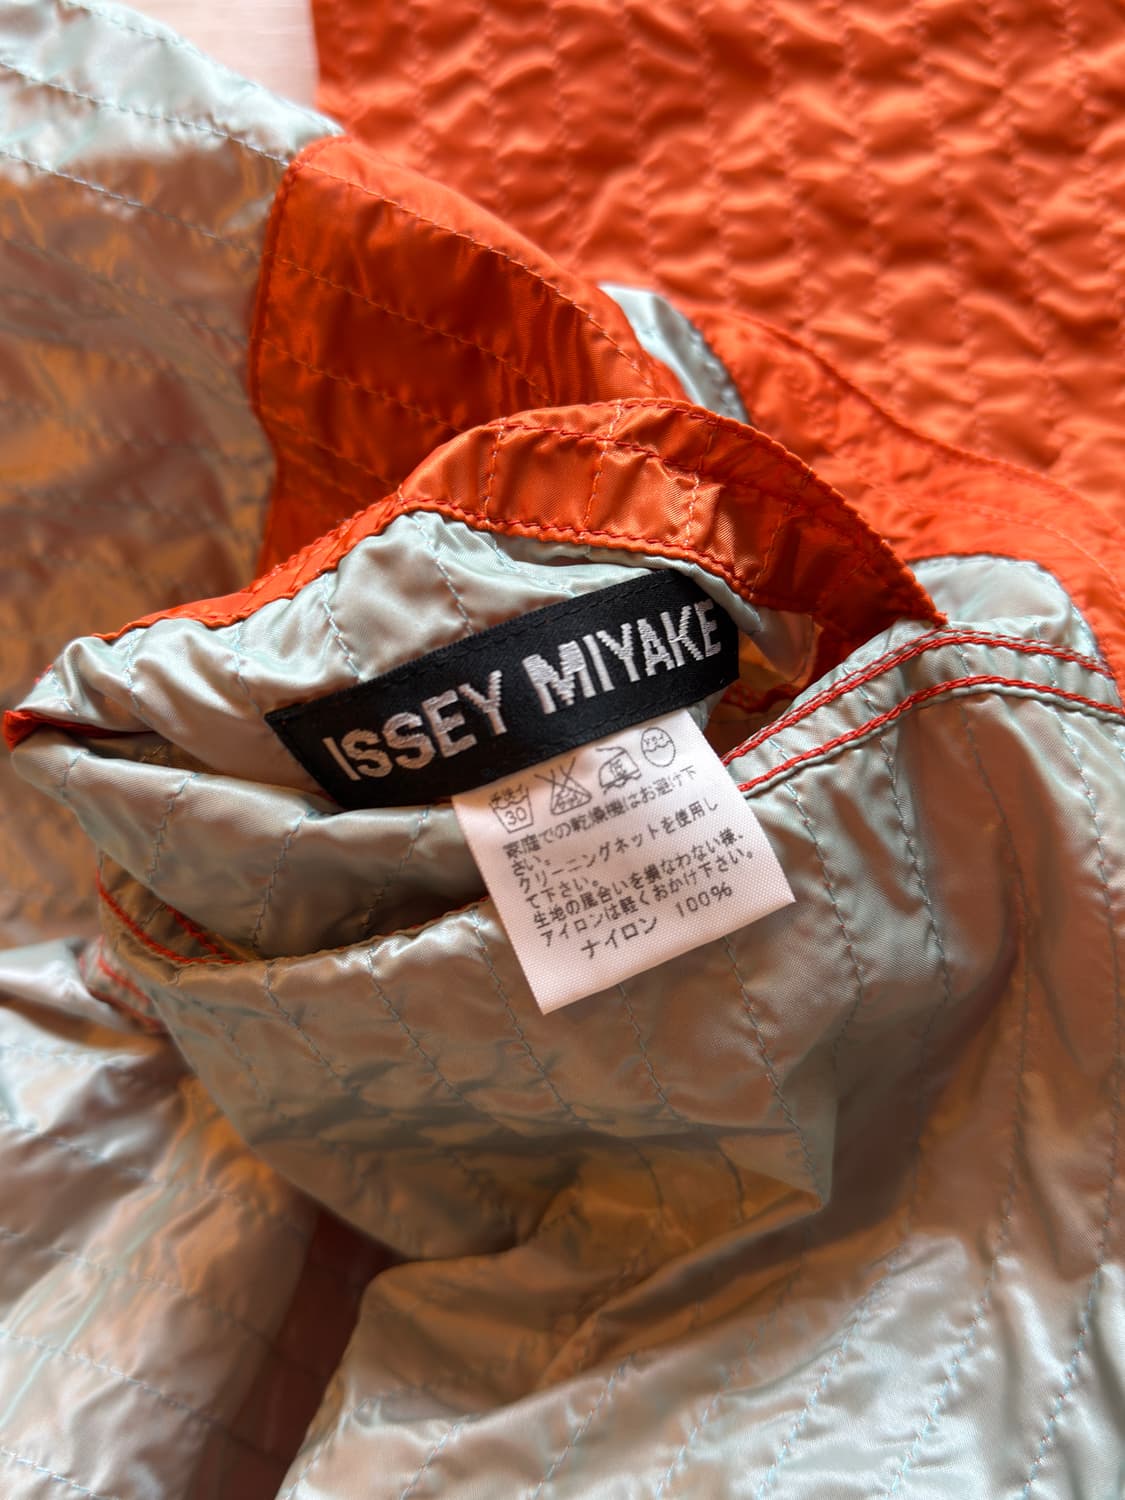 ISSEY MIYAKE
30
家庭での乾燥機はお避け下
さい。
クリーニングネットを使用し
て下さい。
生地の風合いを損なわない様、
アイロンは軽くおかけ下さい。
ナイロン 100%